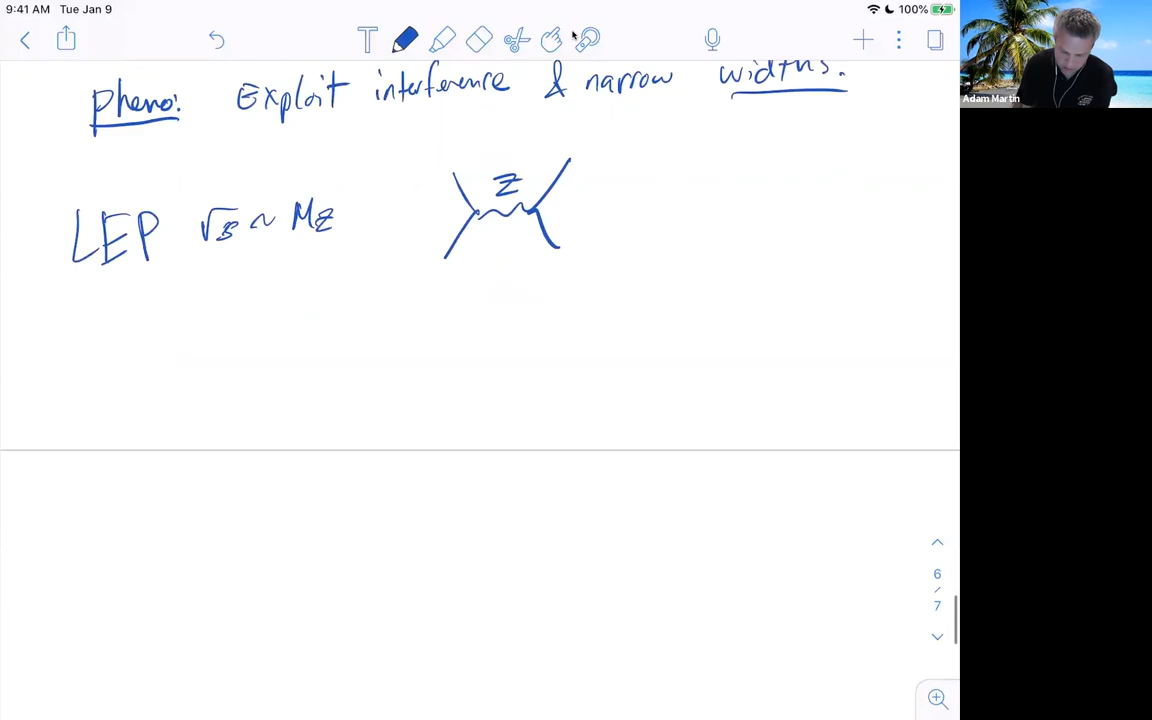 9:41 AM Tue Jan 9
100%
T
Pheno: Exploit interference & narrow widths.
Adam Martin
Z
LEP √s ~ MZ
6
/
7